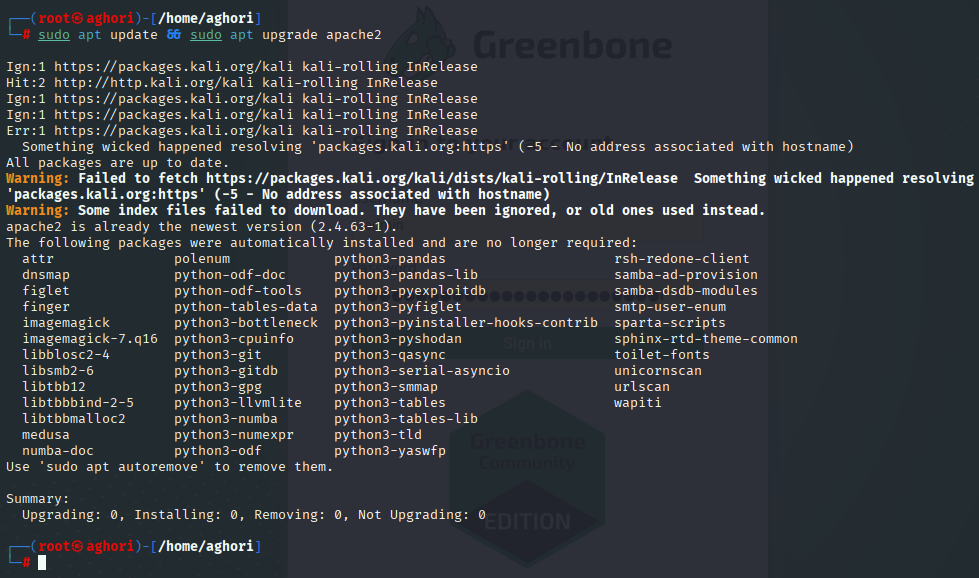 ┌──(root㉿aghori)-[/home/aghori]
└─# sudo apt update && sudo apt upgrade apache2
Greenbone
Ign:1 https://packages.kali.org/kali kali-rolling InRelease
Hit:2 http://http.kali.org/kali kali-rolling InRelease
Ign:1 https://packages.kali.org/kali kali-rolling InRelease
Ign:1 https://packages.kali.org/kali kali-rolling InRelease
Err:1 https://packages.kali.org/kali kali-rolling InRelease
  Something wicked happened resolving 'packages.kali.org:https' (-5 - No address associated with hostname)
All packages are up to date.
Warning: Failed to fetch https://packages.kali.org/kali/dists/kali-rolling/InRelease  Something wicked happened resolving
'packages.kali.org:https' (-5 - No address associated with hostname)
Warning: Some index files failed to download. They have been ignored, or old ones used instead.
apache2 is already the newest version (2.4.63-1).
The following packages were automatically installed and are no longer required:
  attr               polenum             python3-pandas                     rsh-redone-client
  dnsmap             python-odf-doc      python3-pandas-lib                 samba-ad-provision
  figlet             python-odf-tools    python3-pyexploitdb                samba-dsdb-modules
  finger             python-tables-data  python3-pyfiglet                   smtp-user-enum
  imagemagick        python3-bottleneck  python3-pyinstaller-hooks-contrib  sparta-scripts
  imagemagick-7.q16  python3-cpuinfo     python3-pyshodan                   sphinx-rtd-theme-common
  libblosc2-4        python3-git         python3-qasync                     toilet-fonts
  libsmb2-6          python3-gitdb       python3-serial-asyncio             unicornscan
  libtbb12           python3-gpg         python3-smmap                      urlscan
  libtbbbind-2-5     python3-llvmlite    python3-tables                     wapiti
  libtbbmalloc2      python3-numba       python3-tables-lib
  medusa             python3-numexpr     python3-tld
  numba-doc          python3-odf         python3-yaswfp
Sign In
Greenbone
Community
EDITION
Use 'sudo apt autoremove' to remove them.
Summary:
  Upgrading: 0, Installing: 0, Removing: 0, Not Upgrading: 0
┌──(root㉿aghori)-[/home/aghori]
└─#